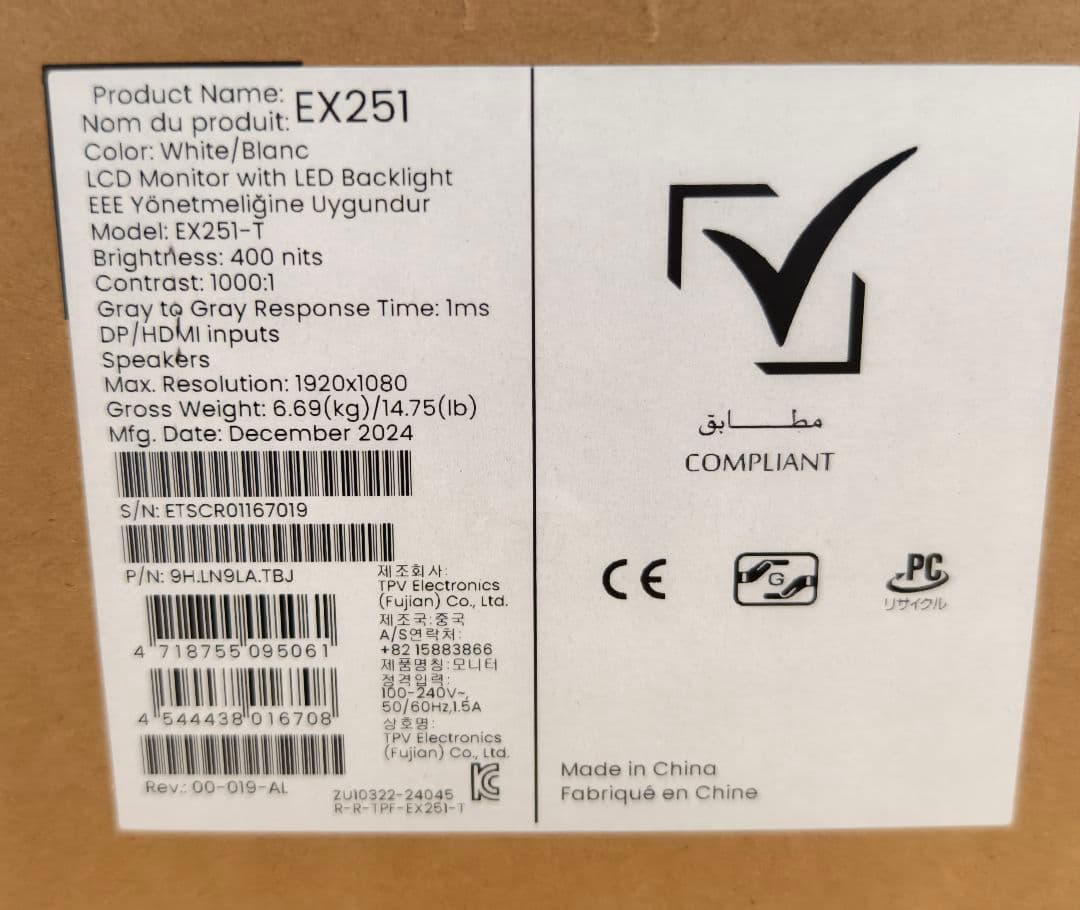 Product Name:
Nom du produit:
EX251
Color: White/Blanc
LCD Monitor with LED Backlight
EEE Yönetmeliğine Uygundur
Model: EX251-T
Brightness: 400 nits
Contrast: 1000:1
Gray to Gray Response Time: 1ms
DP/HDMI inputs
Speakers
Max. Resolution: 1920x1080
Gross Weight: 6.69(kg)/14.75(lb)
Mfg. Date: December 2024
S/N: ETSCR01167019
P/N: 9H.LN9LA.TBJ
4 718755 095061
4 544438 016708
Rev.: 00-019-AL
제조회사:
TPV Electronics
(Fujian) Co., Ltd.
제조국:중국
A/S연락처:
+82 15883866
제품명칭:모니터
정격입력:
100-240V~,
50/60Hz,1.5A
상호명:
TPV Electronics
(Fujian) Co., Ltd.
ZU10322-24045
R-R-TPF-EX251-T
مطابق
COMPLIANT
CE
G
PC
リサイクル
Made in China
Fabriqué en Chine